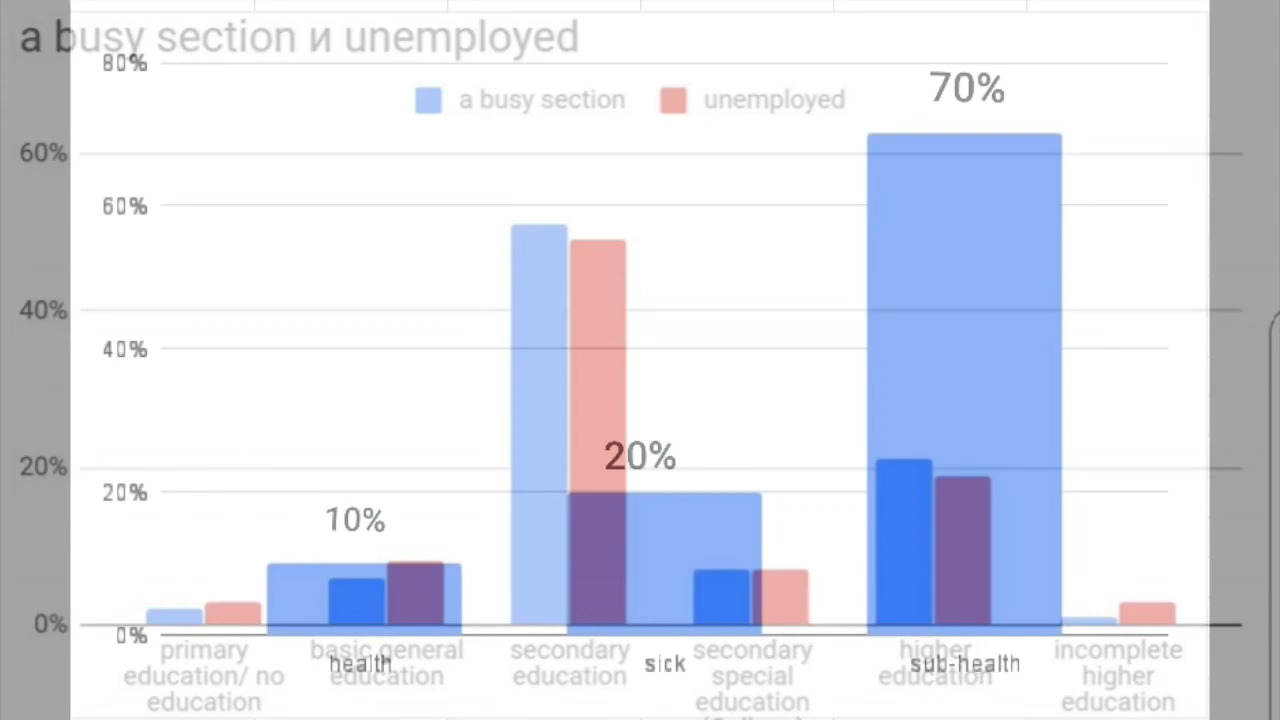 a busy section и unemployed
80%
a busy section
unemployed
70%
60%
60%
40%
40%
20%
20%
20%
10%
0%
0%
primary
education/ no
education
basic general
education
secondary
education
secondary
special
education
higher
education
incomplete
higher
education
health
sick
sub-health